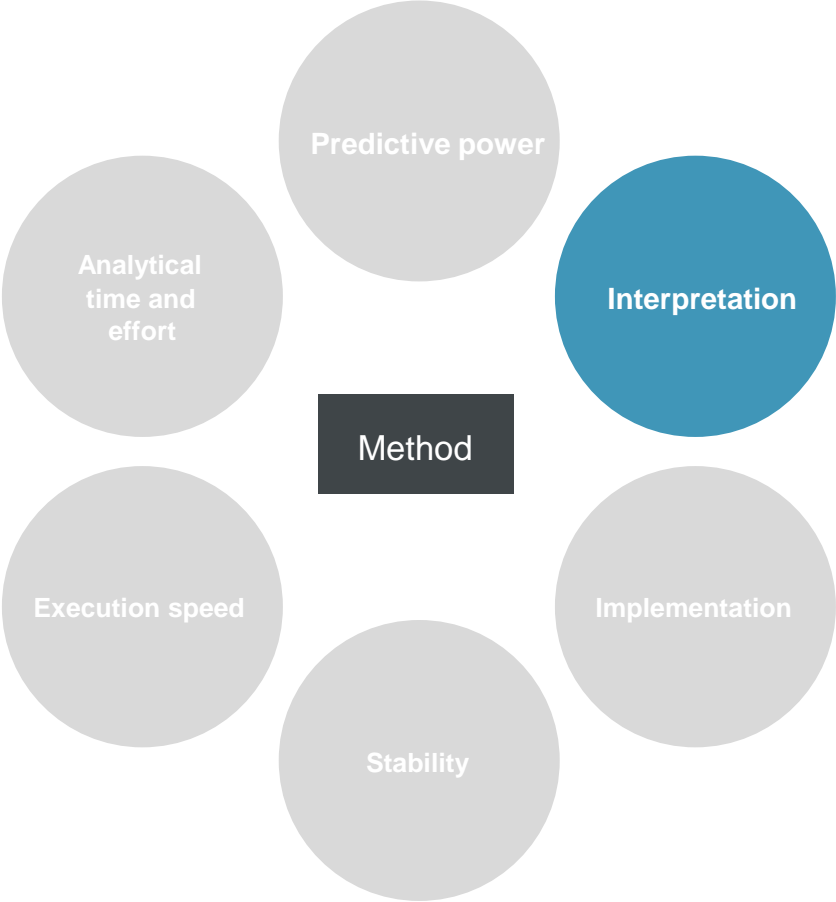 Predictive power
Analytical
time and
effort
Interpretation
Method
Execution speed
Implementation
Stability